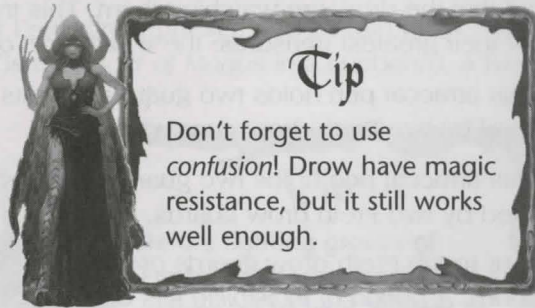 Tip
Don't forget to use
confusion! Drow have magic
resistance, but it still works
well enough.